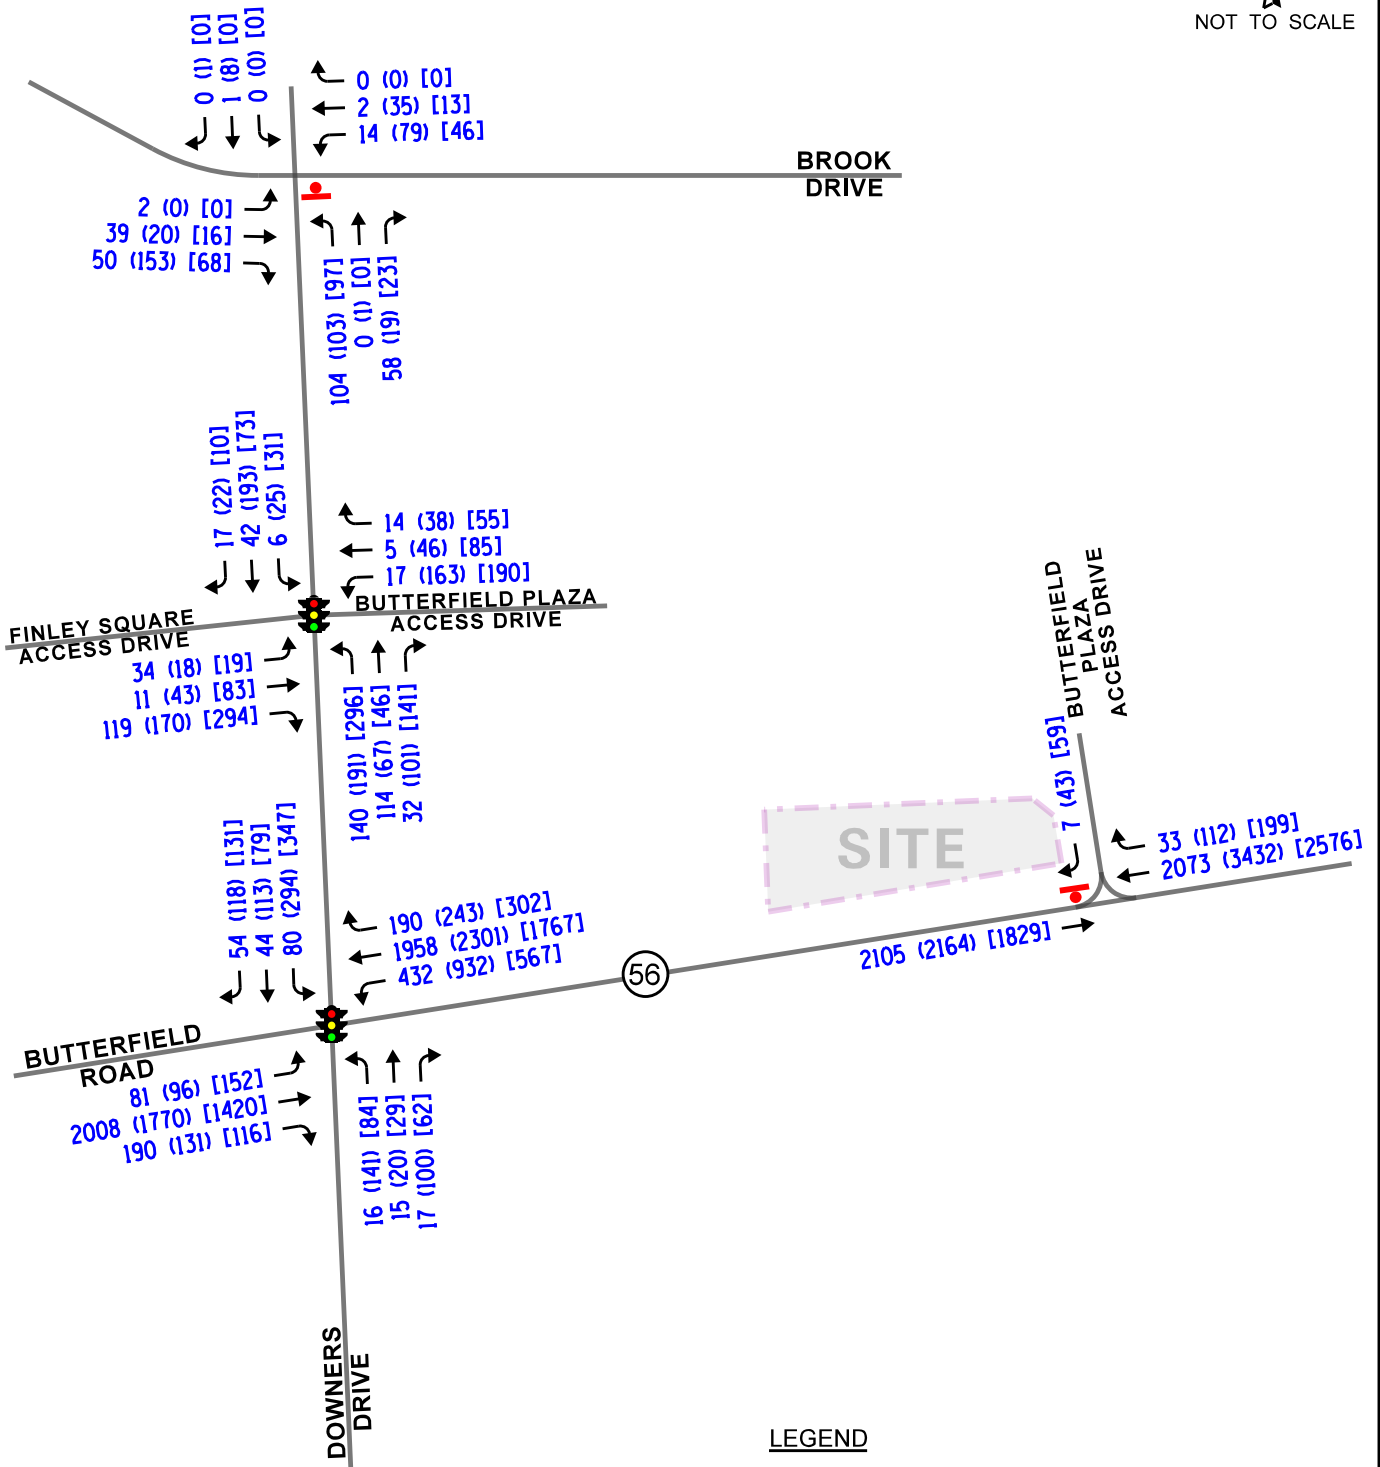 NOT TO SCALE
0 (1) [0]
1 (8) [0]
0 (0) [0]
0 (0) [0]
2 (35) [13]
14 (79) [46]
BROOK
DRIVE
2 (0) [0]
39 (20) [16]
50 (153) [68]
104 (103) [97]
0 (1) [0]
58 (19) [23]
17 (22) [10]
42 (193) [73]
6 (25) [31]
14 (38) [55]
5 (46) [85]
17 (163) [190]
FINLEY SQUARE
ACCESS DRIVE
BUTTERFIELD PLAZA
ACCESS DRIVE
34 (18) [19]
11 (43) [83]
119 (170) [294]
140 (191) [296]
114 (67) [46]
32 (101) [141]
BUTTERFIELD
PLAZA
ACCESS DRIVE
7 (43) [59]
SITE
33 (112) [199]
2073 (3432) [2576]
2105 (2164) [1829]
54 (118) [131]
44 (113) [79]
80 (294) [347]
190 (243) [302]
1958 (2301) [1767]
432 (932) [567]
56
BUTTERFIELD
ROAD
81 (96) [152]
2008 (1770) [1420]
190 (131) [116]
16 (141) [84]
15 (20) [29]
17 (100) [62]
DOWNERS
DRIVE
LEGEND